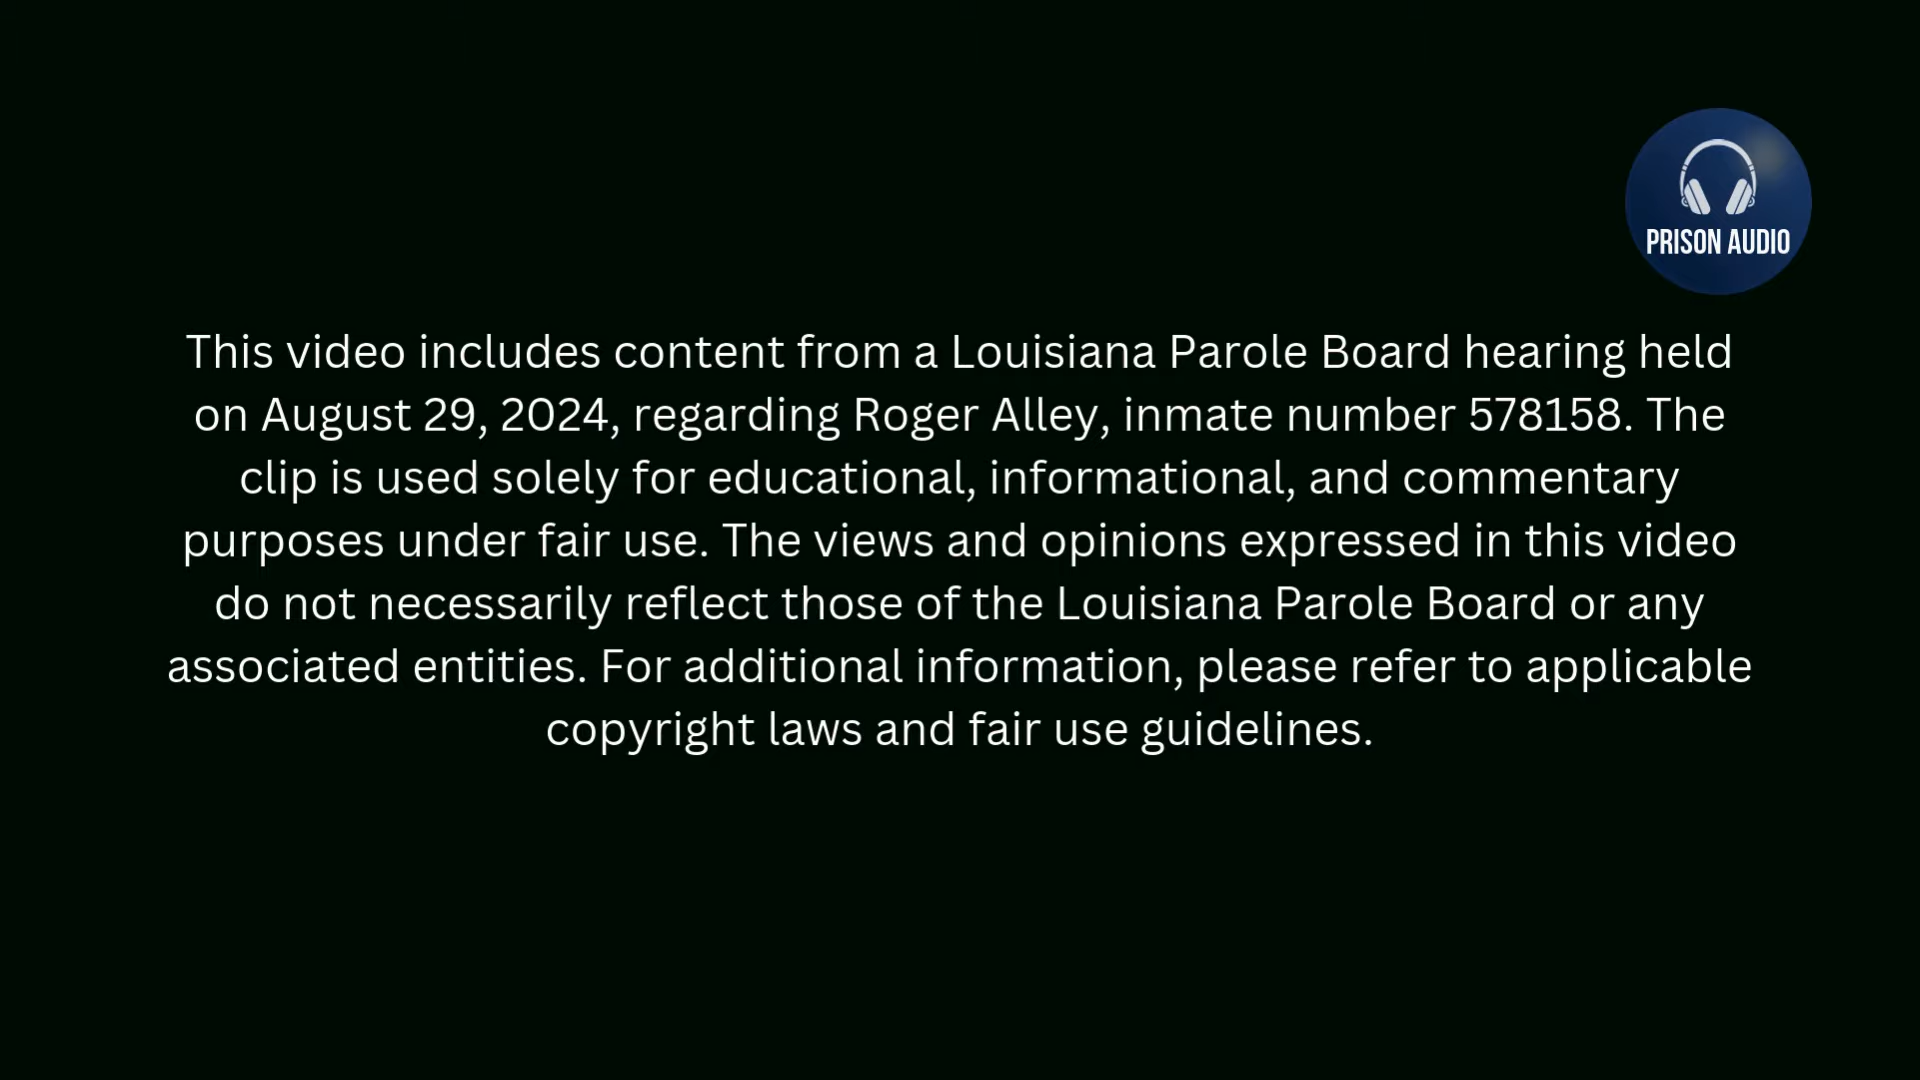 PRISON AUDIO
This video includes content from a Louisiana Parole Board hearing held
on August 29, 2024, regarding Roger Alley, inmate number 578158. The
clip is used solely for educational, informational, and commentary
purposes under fair use. The views and opinions expressed in this video
do not necessarily reflect those of the Louisiana Parole Board or any
associated entities. For additional information, please refer to applicable
copyright laws and fair use guidelines.